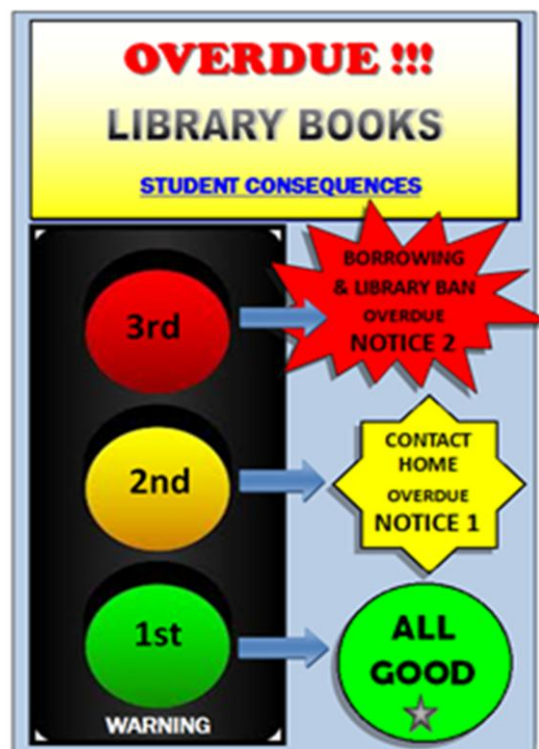 OVERDUE !!!
LIBRARY BOOKS
STUDENT CONSEQUENCES
3rd
BORROWING
& LIBRARY BAN
OVERDUE
NOTICE 2
2nd
CONTACT
HOME
OVERDUE
NOTICE 1
1st
ALL
GOOD
WARNING